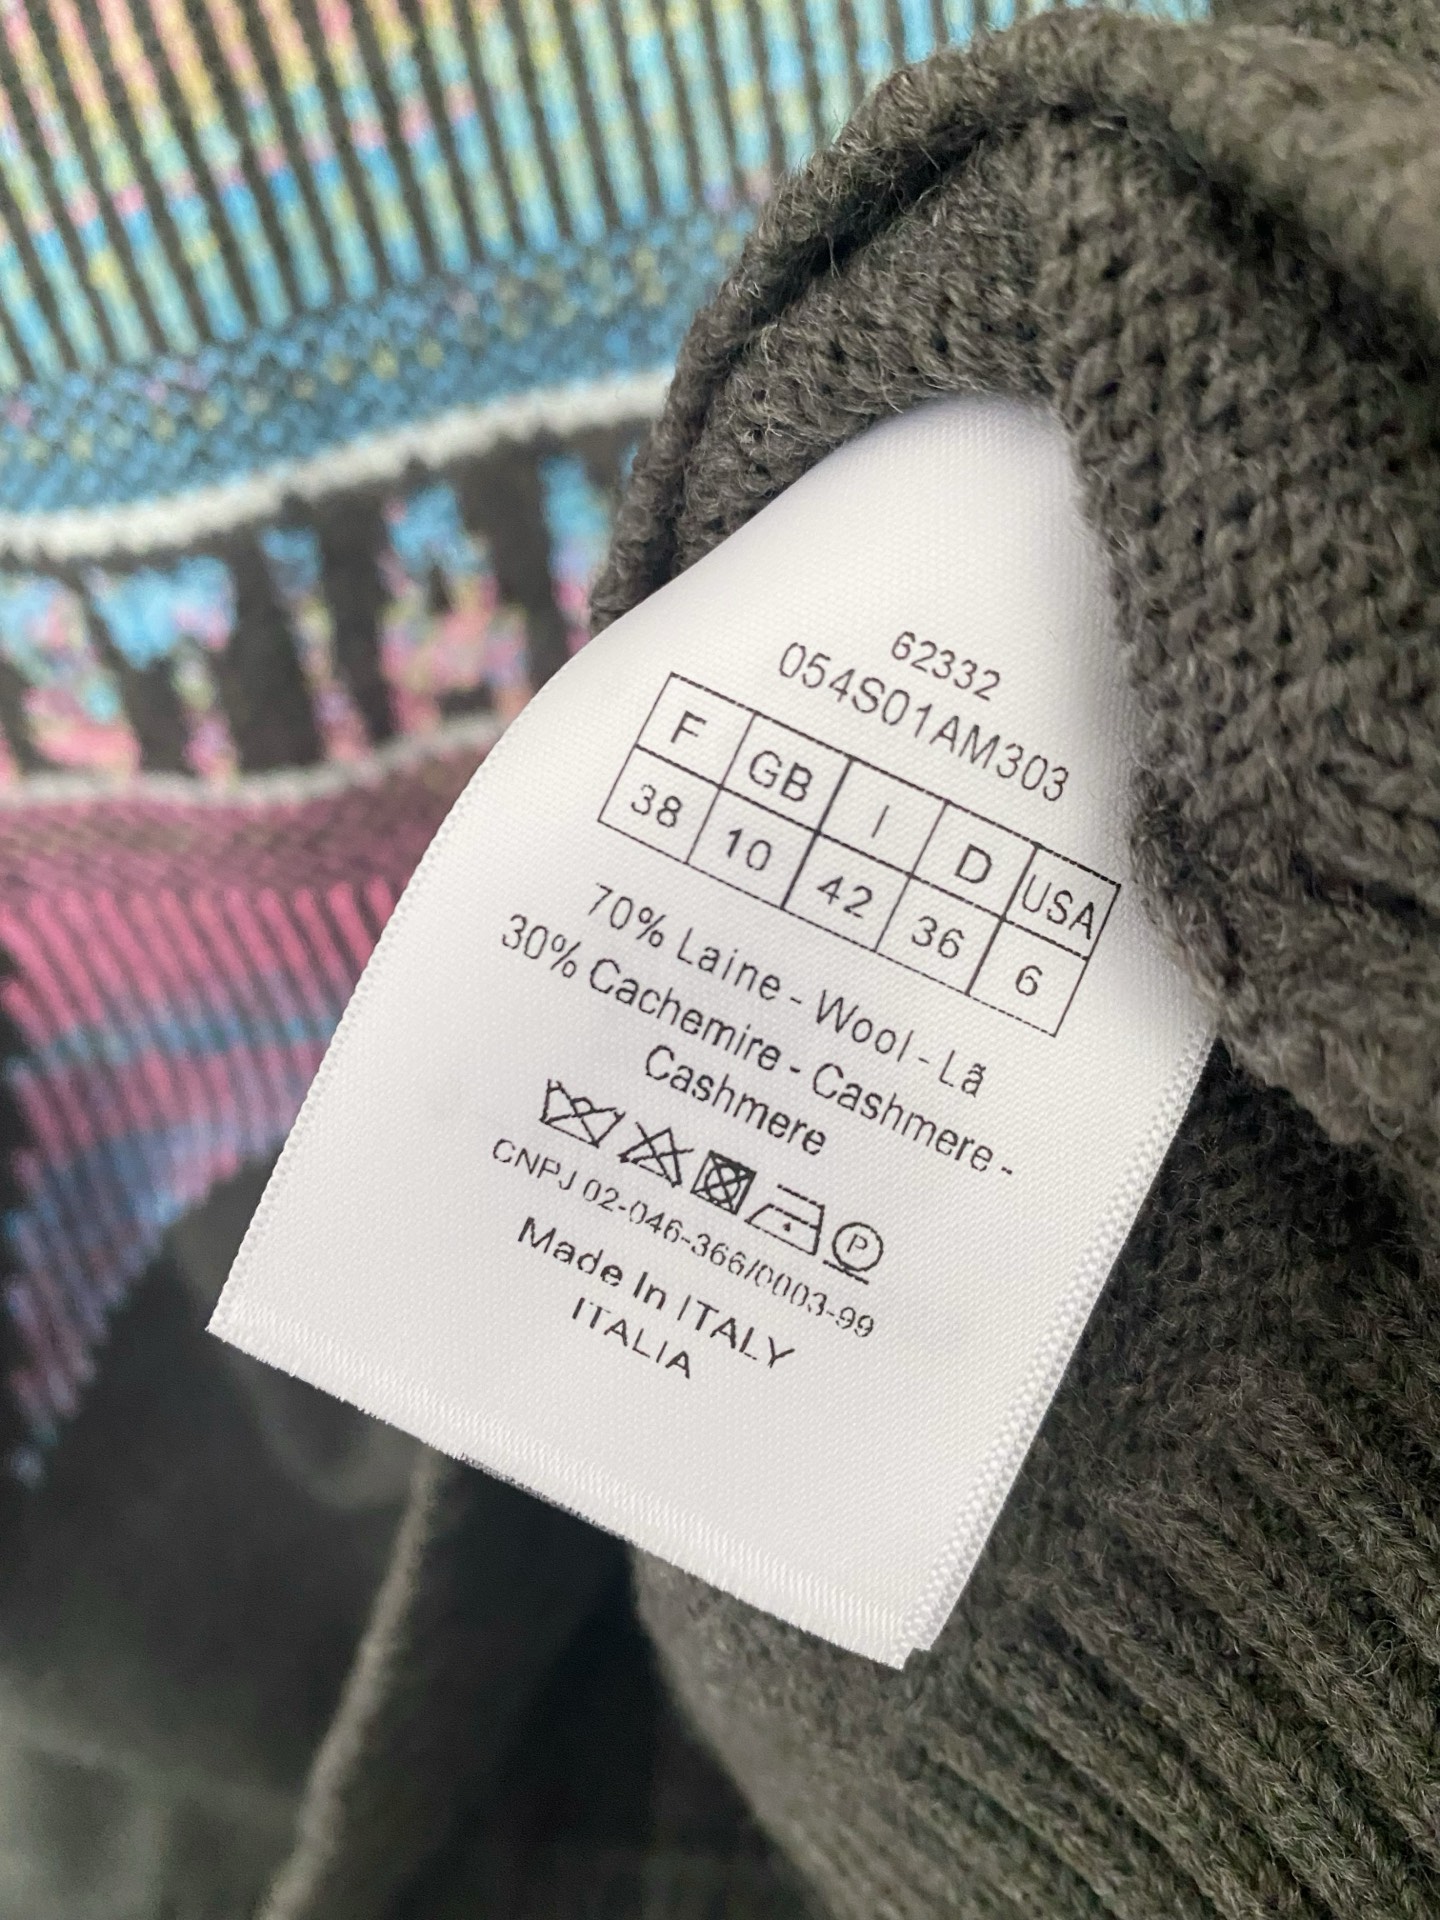 62332
054S01AM303
F GB I D USA
38 10 42 36 6
70% Laine - Wool - Lã
30% Cachemire - Cashmere -
Cashmere
P
CNPJ 02-046-366/0003-99
Made In ITALY
ITALIA